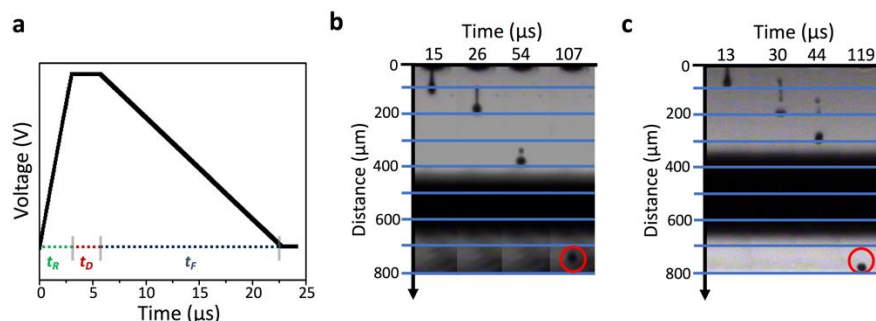 a
Voltage (V)
t_R
t_D
t_F
0 5 10 15 20 25
Time (μs)
b
Time (μs)
15 26 54 107
Distance (μm)
0
200
400
600
800
c
Time (μs)
13 30 44 119
Distance (μm)
0
200
400
600
800